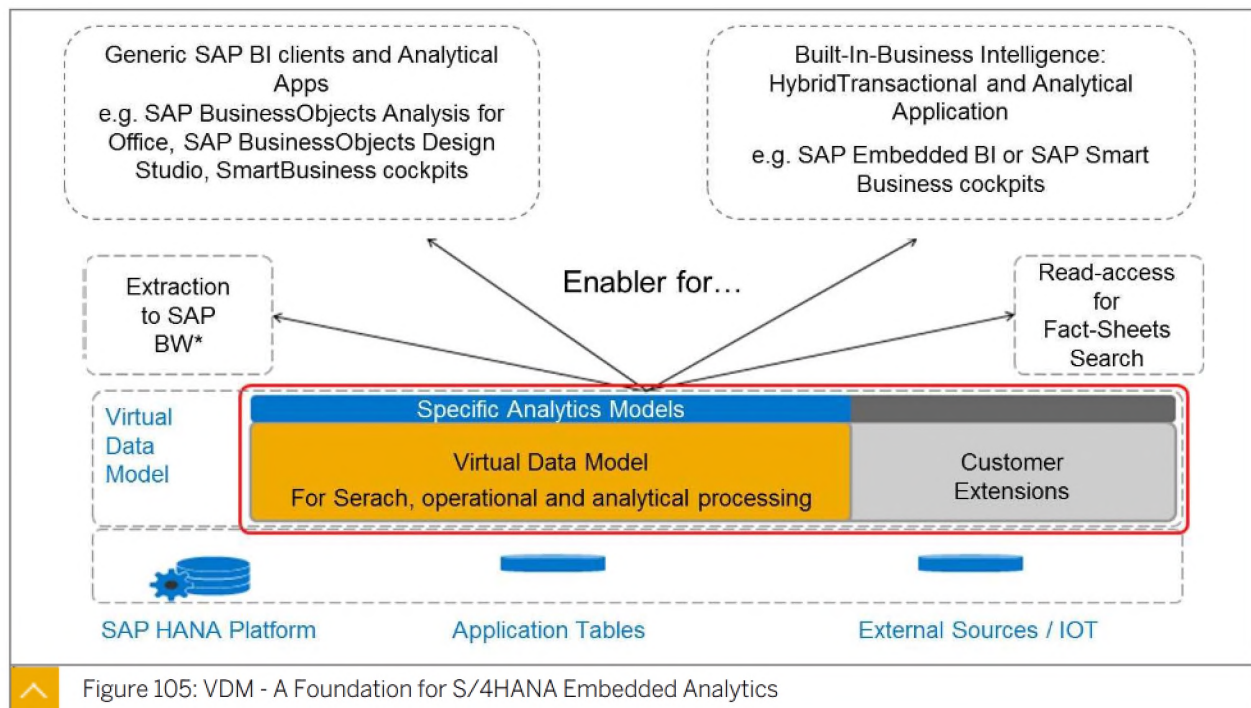 Generic SAP BI clients and Analytical
Apps
e.g. SAP BusinessObjects Analysis for
Office, SAP BusinessObjects Design
Studio, SmartBusiness cockpits
Built-In-Business Intelligence:
HybridTransactional and Analytical
Application
e.g. SAP Embedded BI or SAP Smart
Business cockpits
Enabler for…
Extraction
to SAP
BW*
Read-access
for
Fact-Sheets
Search
Virtual
Data
Model
Specific Analytics Models
Virtual Data Model
For Serach, operational and analytical processing
Customer
Extensions
SAP HANA Platform
Application Tables
External Sources / IOT
Figure 105: VDM - A Foundation for S/4HANA Embedded Analytics